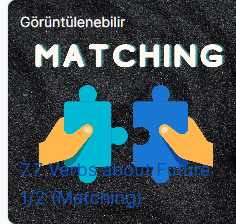 Görüntülenebilir
MATCHING
7.7 Verbs about Future
1/2 (Matching)